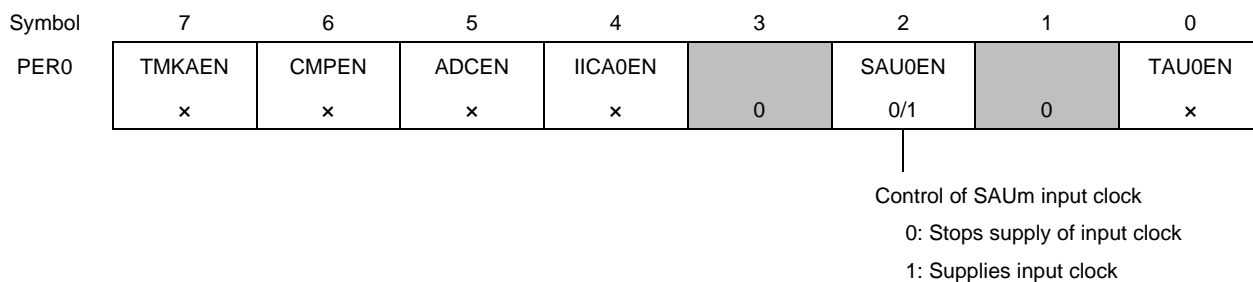 Symbol 7 6 5 4 3 2 1 0
PER0 TMKAEN CMPEN ADCEN IICA0EN SAU0EN TAU0EN
× × × × 0 0/1 0 ×
Control of SAUm input clock
0: Stops supply of input clock
1: Supplies input clock